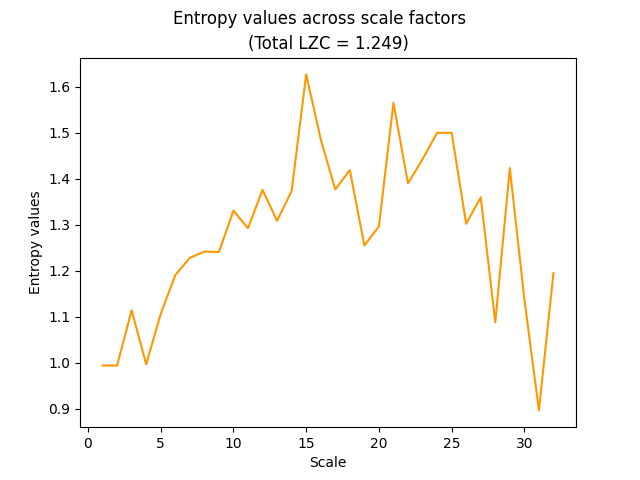 Entropy values across scale factors
(Total LZC = 1.249)
Entropy values
1.6
1.5
1.4
1.3
1.2
1.1
1.0
0.9
0 5 10 15 20 25 30
Scale